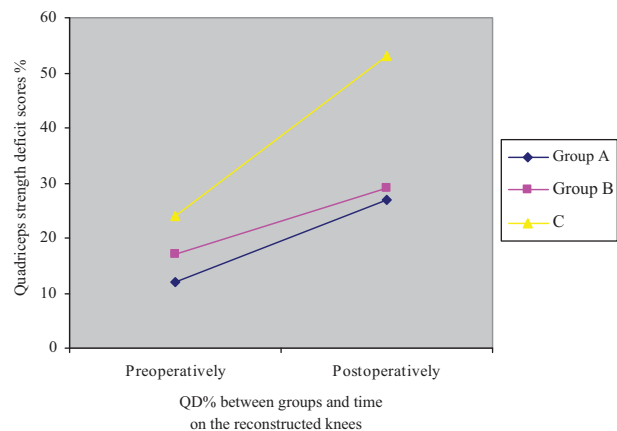 Quadriceps strength deficit scores %
60
50
40
30
20
10
0
Preoperatively Postoperatively
QD% between groups and time
on the reconstructed knees
Group A
Group B
C